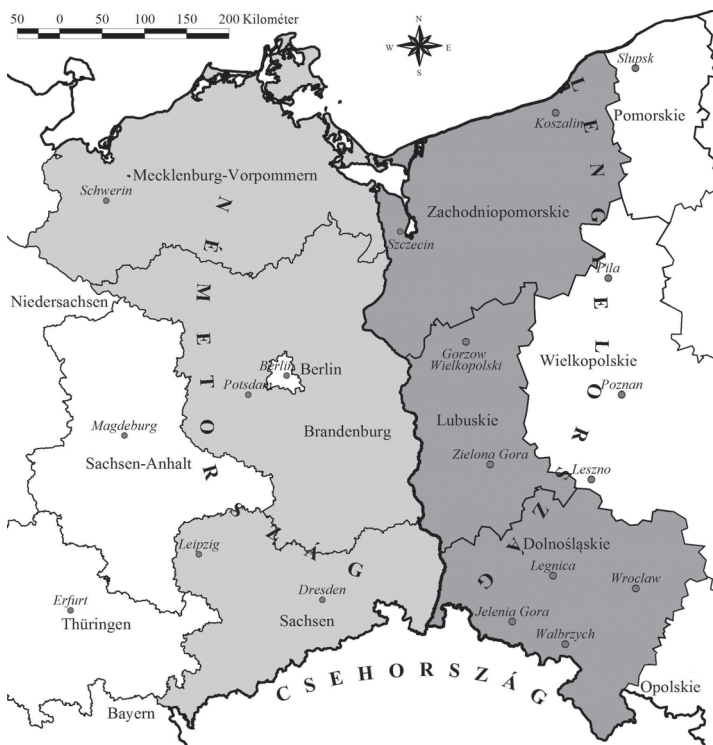 50 0 50 100 150 200 Kilométer
N
W E
S
Slupsk
Pomorskie
Koszalin
Mecklenburg-Vorpommern
Schwerin
Zachodniopomorskie
Szczecin
Pila
Niedersachsen
Gorzow
Wielkopolski
Wielkopolskie
Berlin
Berlin
Potsdam
Poznan
Lubuskie
Brandenburg
Magdeburg
Sachsen-Anhalt
Zielona Gora
Leszno
Dolnośląskie
Leipzig
Legnica
Wroclaw
Dresden
Erfurt
Thüringen
Sachsen
Jelenia Gora
Walbrzych
Opolskie
Bayern
NÉMETORSZÁG
LENGYELORSZÁG
CSEHORSZÁG